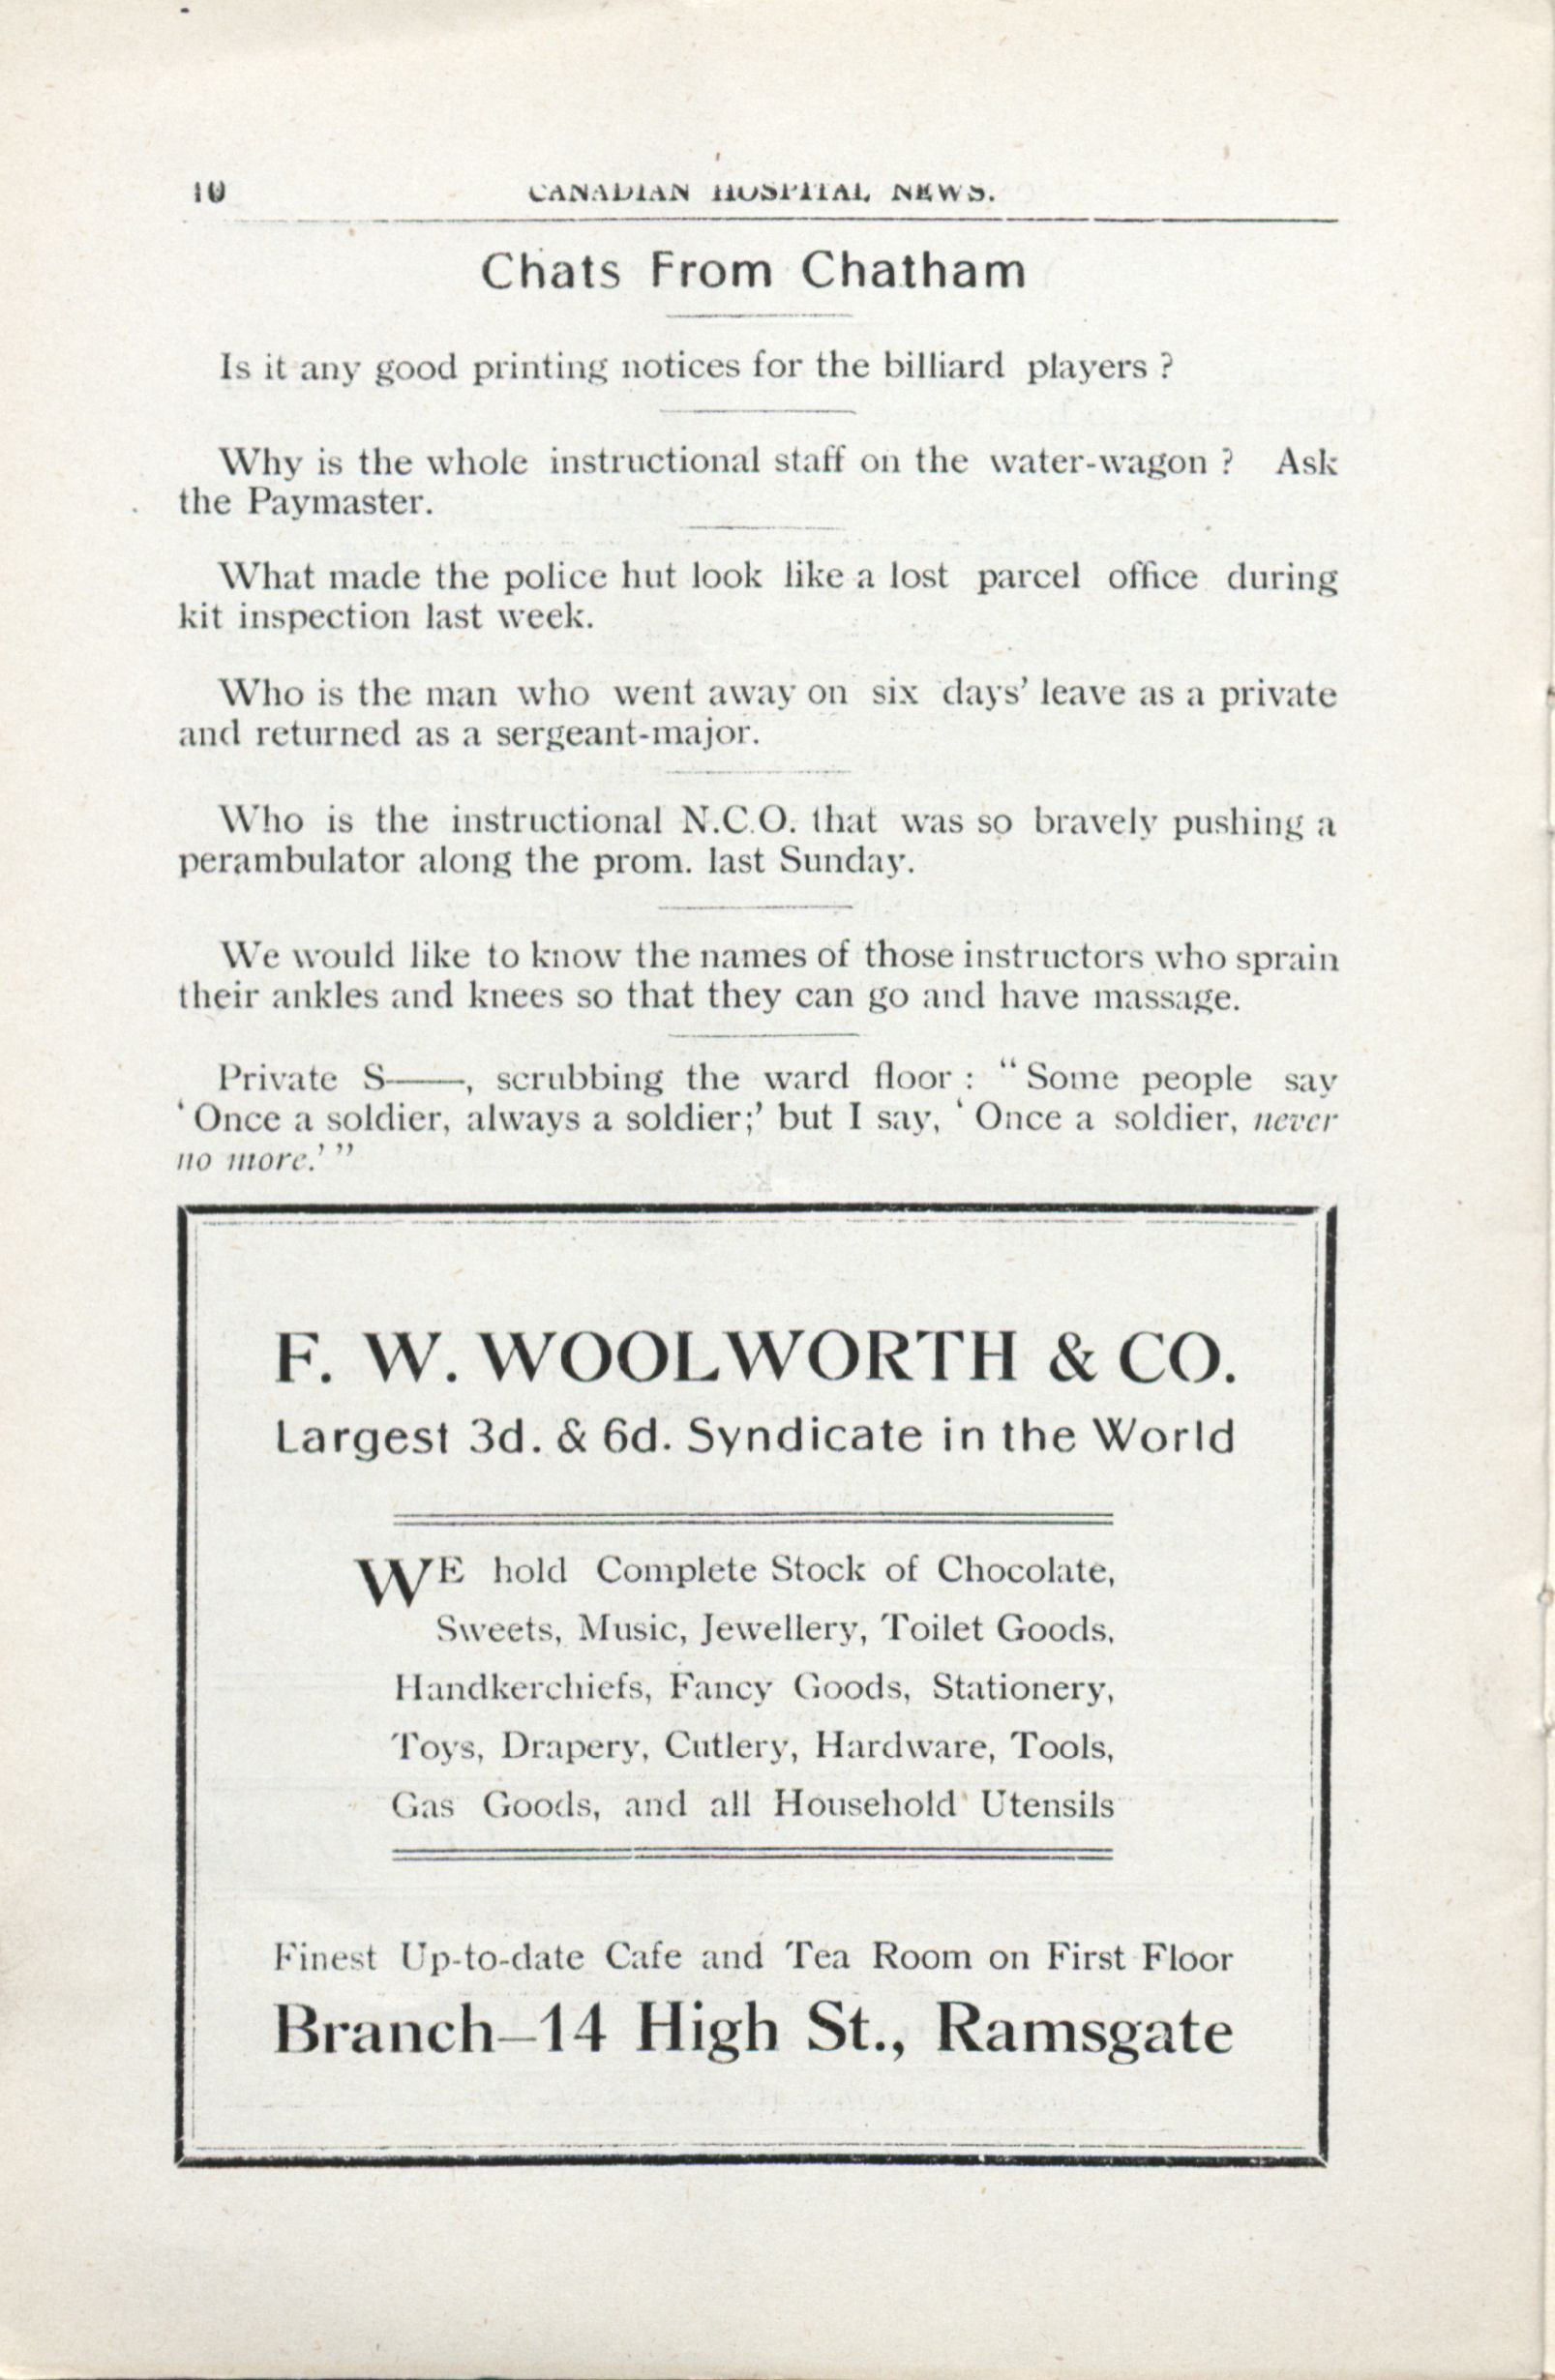 10 CANADIAN HOSPITAL NEWS.
Chats From Chatham
Is it any good printing notices for the billiard players ?
Why is the whole instructional staff on the water-wagon ? Ask
the Paymaster.
What made the police hut look like a lost parcel office during
kit inspection last week.
Who is the man who went away on six days' leave as a private
and returned as a sergeant-major.
Who is the instructional N.C.O. that was so bravely pushing a
perambulator along the prom. last Sunday.
We would like to know the names of those instructors who sprain
their ankles and knees so that they can go and have massage.
Private S——, scrubbing the ward floor : "Some people say
'Once a soldier, always a soldier;' but I say, 'Once a soldier, never
no more.' "
F. W. WOOLWORTH & CO.
Largest 3d. & 6d. Syndicate in the World
WE hold Complete Stock of Chocolate,
Sweets, Music, Jewellery, Toilet Goods,
Handkerchiefs, Fancy Goods, Stationery,
Toys, Drapery, Cutlery, Hardware, Tools,
Gas Goods, and all Household Utensils
Finest Up-to-date Cafe and Tea Room on First Floor
Branch–14 High St., Ramsgate